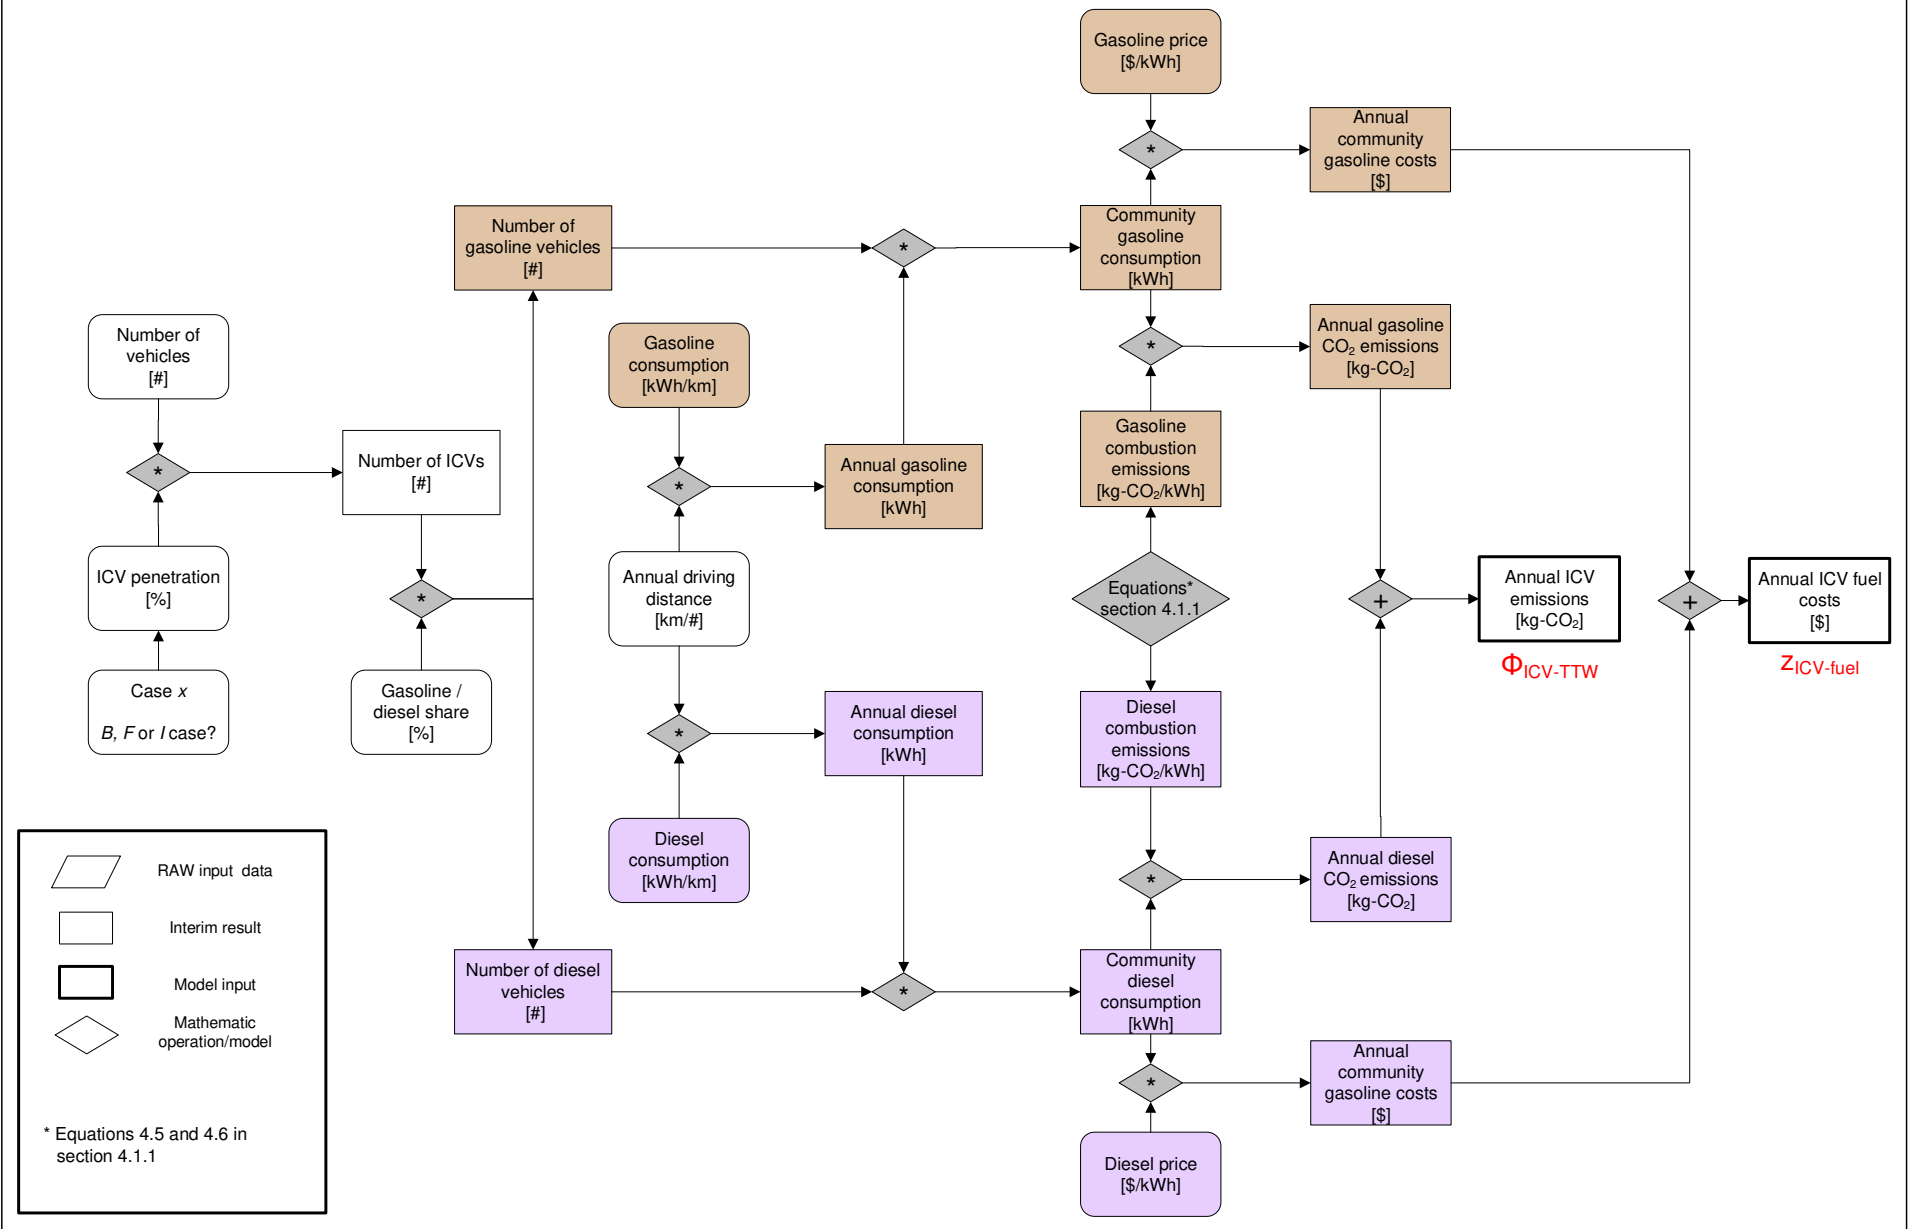 Gasoline price
[$/kWh]
*
Annual
community
gasoline costs
[$]
Number of
gasoline vehicles
[#]
*
Community
gasoline
consumption
[kWh]
Number of
vehicles
[#]
Gasoline
consumption
[kWh/km]
*
Annual gasoline
CO₂ emissions
[kg-CO₂]
*
Number of ICVs
[#]
*
Annual gasoline
consumption
[kWh]
Gasoline
combustion
emissions
[kg-CO₂/kWh]
ICV penetration
[%]
*
Annual driving
distance
[km/#]
Equations*
section 4.1.1
+
Annual ICV
emissions
[kg-CO₂]
Φ_ICV-TTW
+
Annual ICV fuel
costs
[$]
z_ICV-fuel
Case x
B, F or I case?
Gasoline /
diesel share
[%]
*
Annual diesel
consumption
[kWh]
Diesel
combustion
emissions
[kg-CO₂/kWh]
Diesel
consumption
[kWh/km]
*
Annual diesel
CO₂ emissions
[kg-CO₂]
Number of diesel
vehicles
[#]
*
Community
diesel
consumption
[kWh]
*
Annual
community
gasoline costs
[$]
Diesel price
[$/kWh]
RAW input data
Interim result
Model input
Mathematic
operation/model
* Equations 4.5 and 4.6 in
section 4.1.1